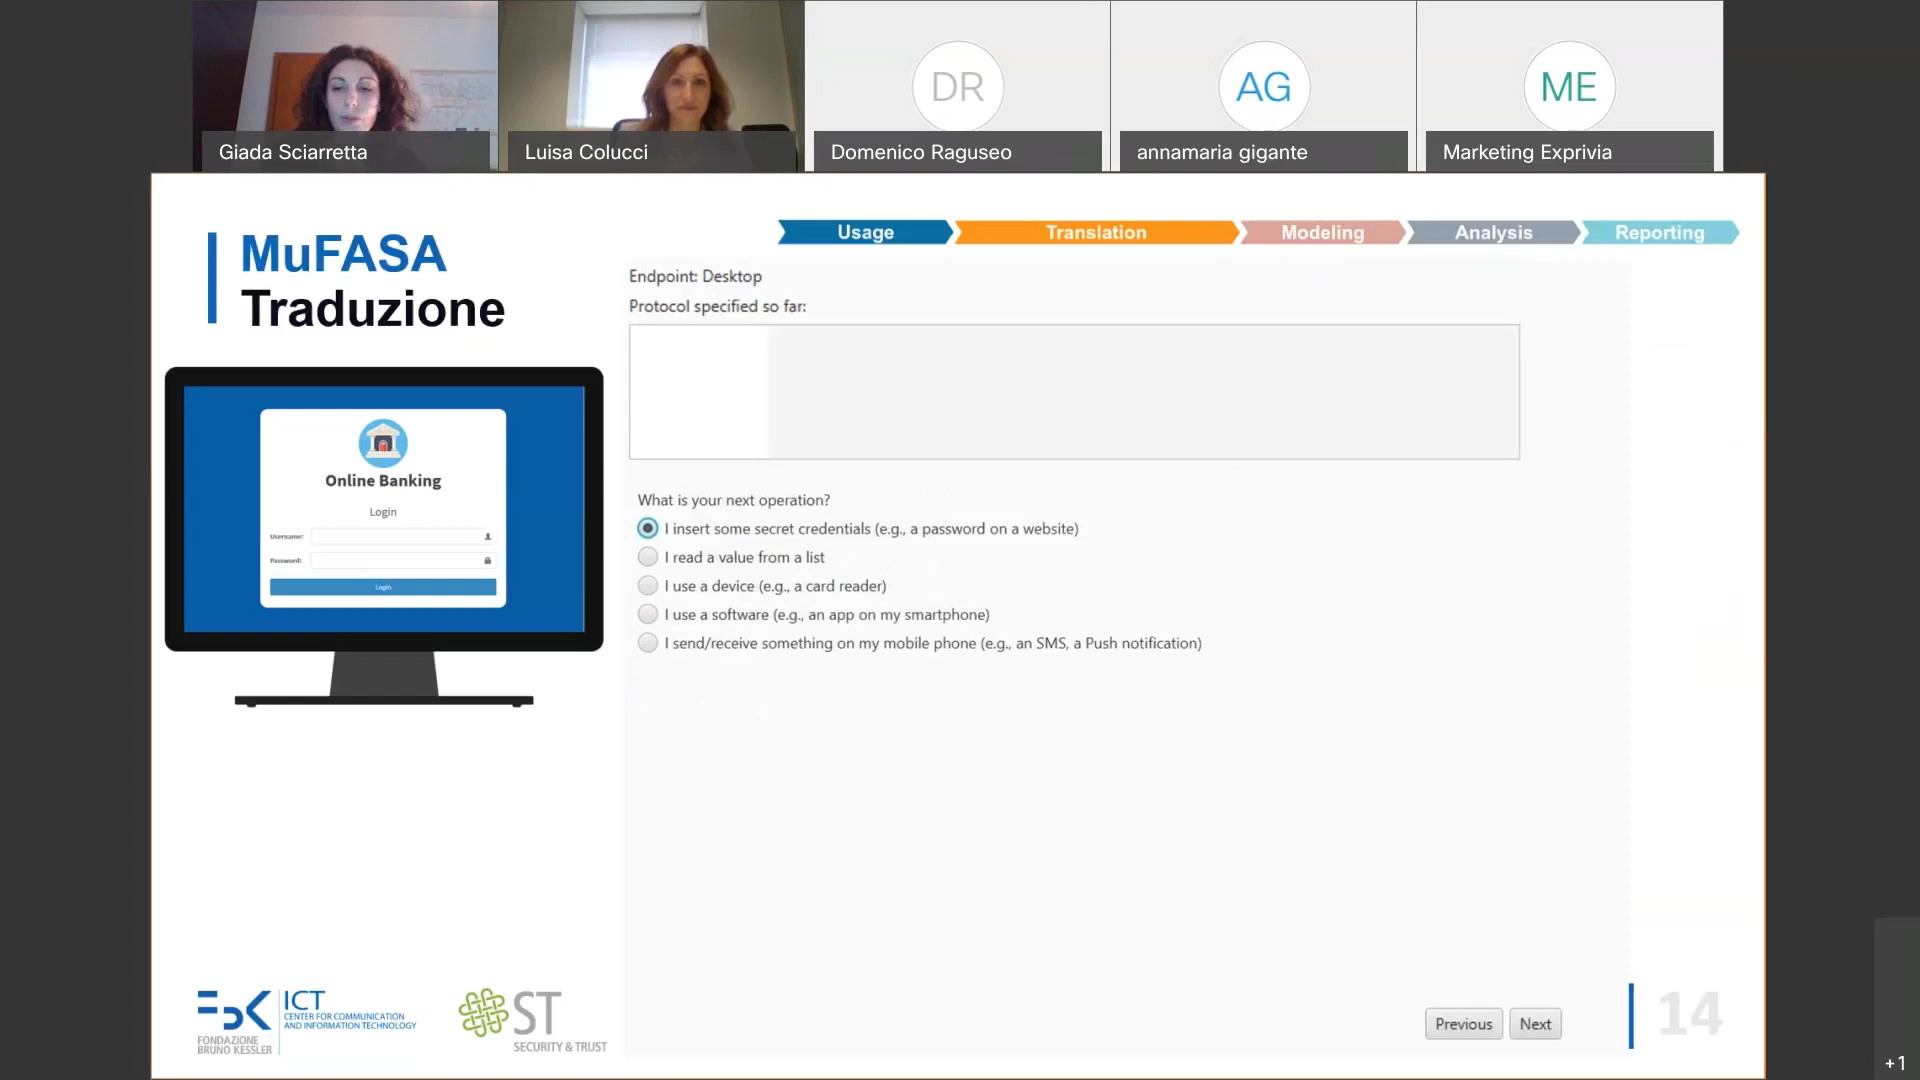 DR
AG
ME
Giada Sciarretta
Luisa Colucci
Domenico Raguseo
annamaria gigante
Marketing Exprivia
MuFASA
Traduzione
Usage
Translation
Modeling
Analysis
Reporting
Endpoint: Desktop
Protocol specified so far:
Online Banking
Login
Username:
Password:
Login
What is your next operation?
I insert some secret credentials (e.g., a password on a website)
I read a value from a list
I use a device (e.g., a card reader)
I use a software (e.g., an app on my smartphone)
I send/receive something on my mobile phone (e.g., an SMS, a Push notification)
FBK
FONDAZIONE
BRUNO KESSLER
ICT
CENTER FOR COMMUNICATION
AND INFORMATION TECHNOLOGY
ST
SECURITY & TRUST
Previous
Next
14
+1